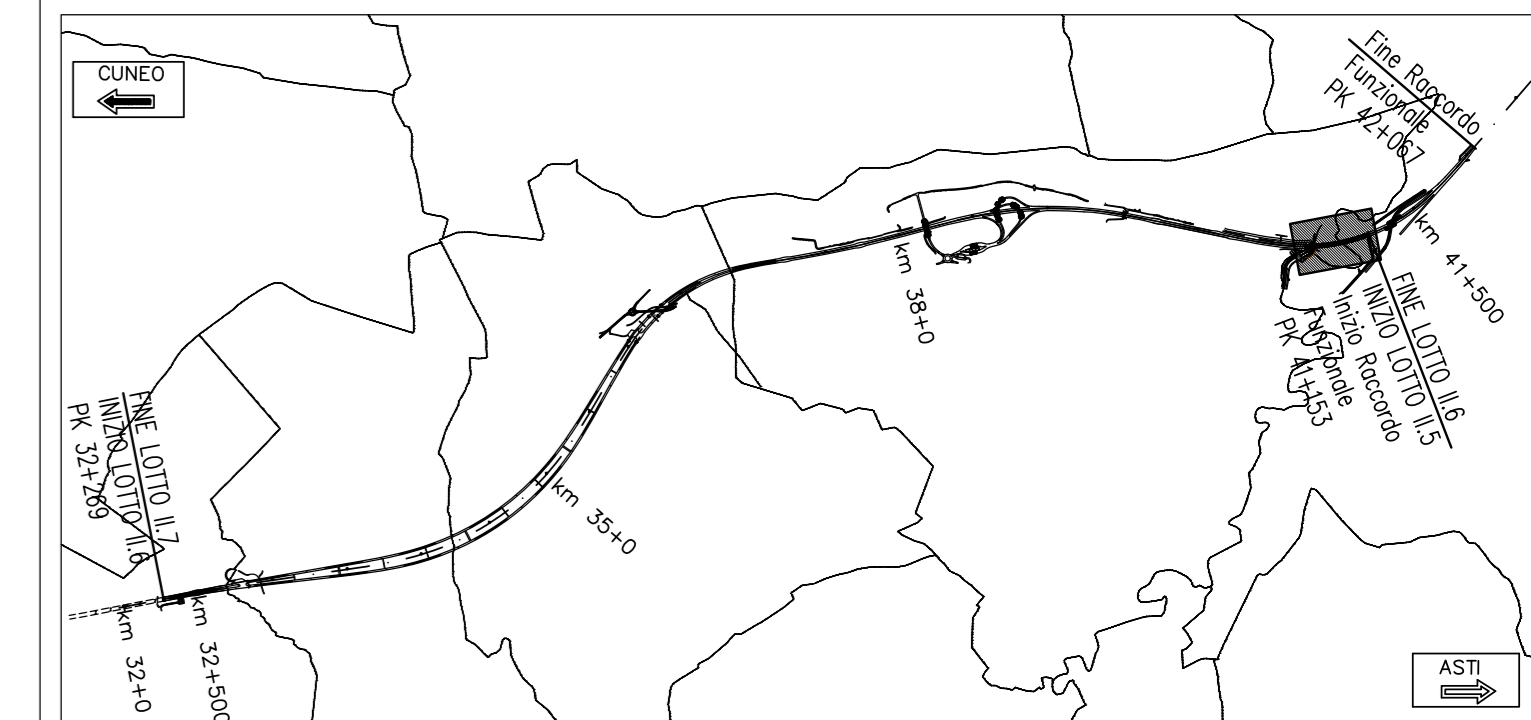 CUNEO
Fine Raccordo
Funzionale
PK 42+067
km 41+500
km 38+0
FINE LOTTO II.6
INIZIO LOTTO II.5
Inizio Raccordo
Funzionale
PK 41+153
FINE LOTTO II.7
INIZIO LOTTO II.6
PK 32+269
km 35+0
km 32+0
km 32+500
ASTI